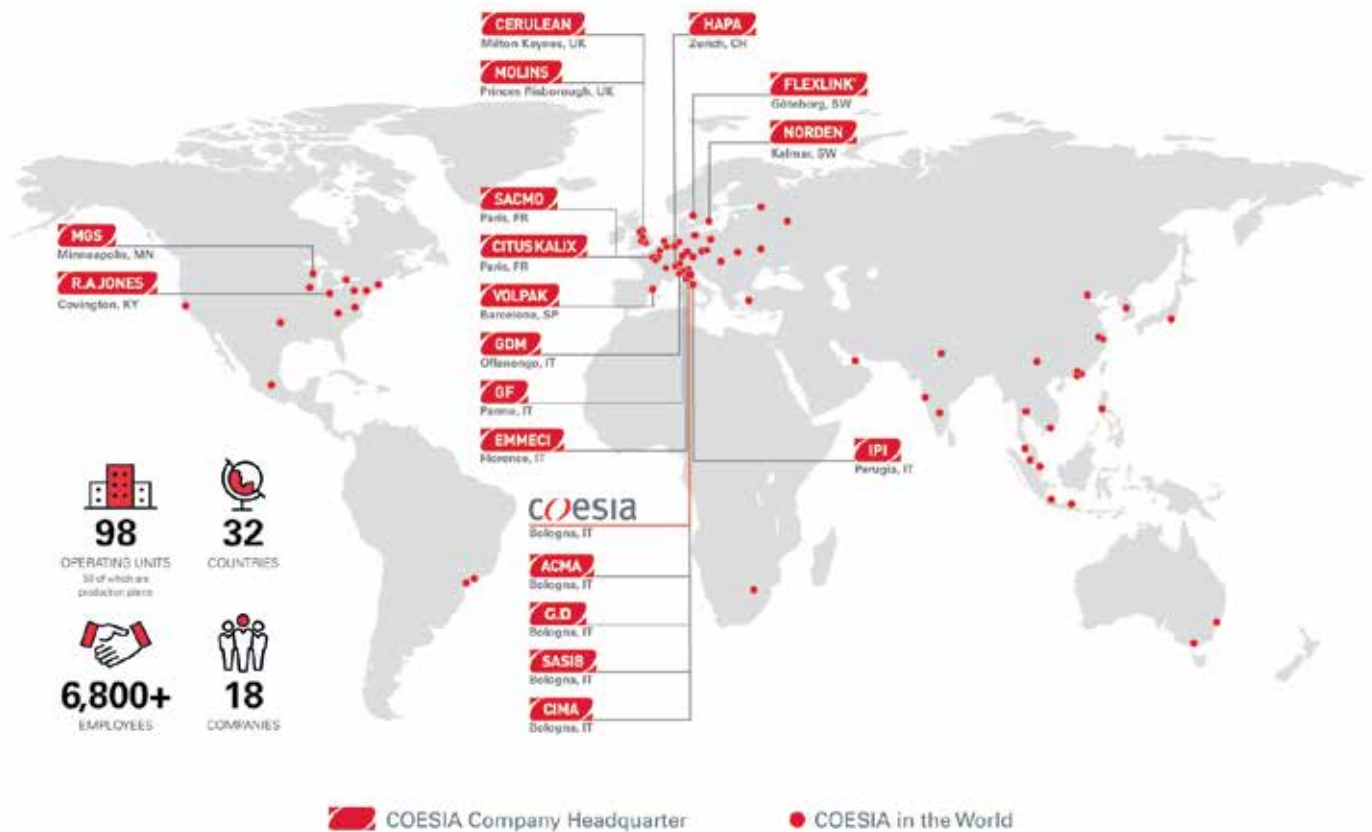 CERULEAN
Milton Keynes, UK
MOLINS
Princes Risborough, UK
HAPA
Zurich, CH
FLEXLINK®
Göteborg, SW
NORDEN
Kalmar, SW
SACMO
Paris, FR
CITUS KALIX
Paris, FR
VOLPAK
Barcelona, SP
GDM
Offanengo, IT
GF
Parma, IT
EMMECI
Florence, IT
MGS
Minneapolis, MN
R.A JONES
Covington, KY
IPI
Perugia, IT
coesia
Bologna, IT
ACMA
Bologna, IT
G.D
Bologna, IT
SASIB
Bologna, IT
CIMA
Bologna, IT
98
OPERATING UNITS
of which are
production plants
32
COUNTRIES
6,800+
EMPLOYEES
18
COMPANIES
COESIA Company Headquarter
COESIA in the World